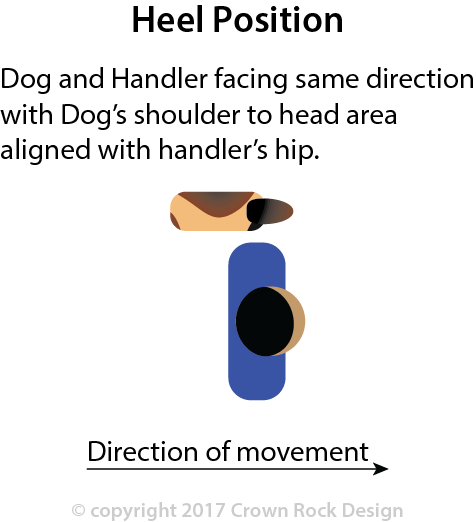 Heel Position
Dog and Handler facing same direction
with Dog’s shoulder to head area
aligned with handler’s hip.
Direction of movement
© copyright 2017 Crown Rock Design